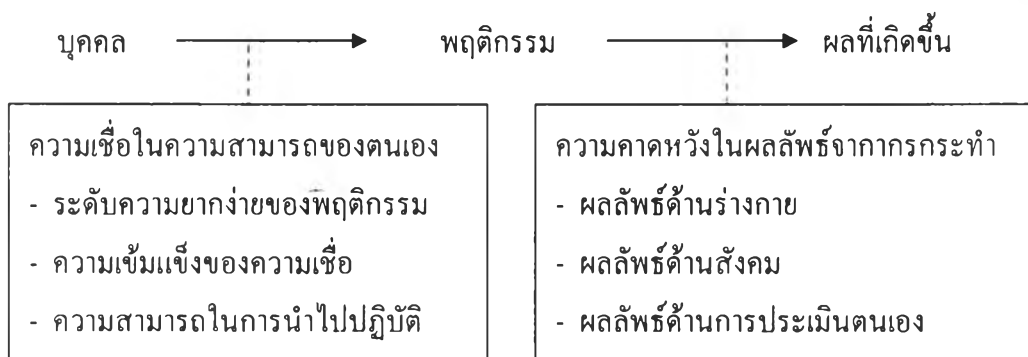 บุคคล พฤติกรรม ผลที่เกิดขึ้น
ความเชื่อในความสามารถของตนเอง
- ระดับความยากง่ายของพฤติกรรม
- ความเข้มแข็งของความเชื่อ
- ความสามารถในการนำไปปฏิบัติ
ความคาดหวังในผลลัพธ์จาากรกระทำ
- ผลลัพธ์ด้านร่างกาย
- ผลลัพธ์ด้านสังคม
- ผลลัพธ์ด้านการประเมินตนเอง